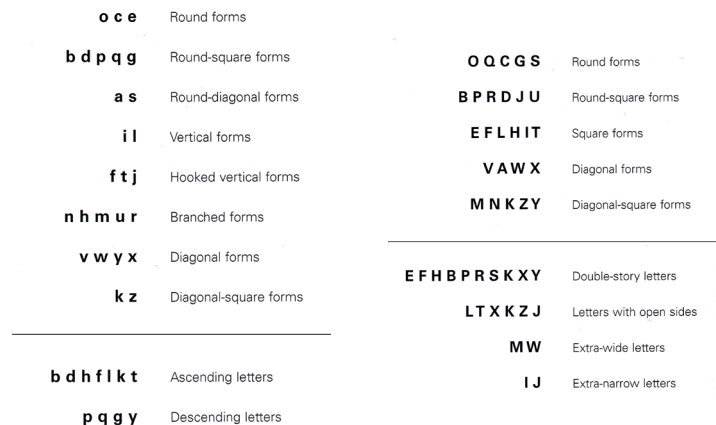 o c e Round forms
b d p q g Round-square forms
a s Round-diagonal forms
i l Vertical forms
f t j Hooked vertical forms
n h m u r Branched forms
v w y x Diagonal forms
k z Diagonal-square forms
b d h f l k t Ascending letters
p q g y Descending letters
O Q C G S Round forms
B P R D J U Round-square forms
E F L H I T Square forms
V A W X Diagonal forms
M N K Z Y Diagonal-square forms
E F H B P R S K X Y Double-story letters
L T X K Z J Letters with open sides
M W Extra-wide letters
I J Extra-narrow letters